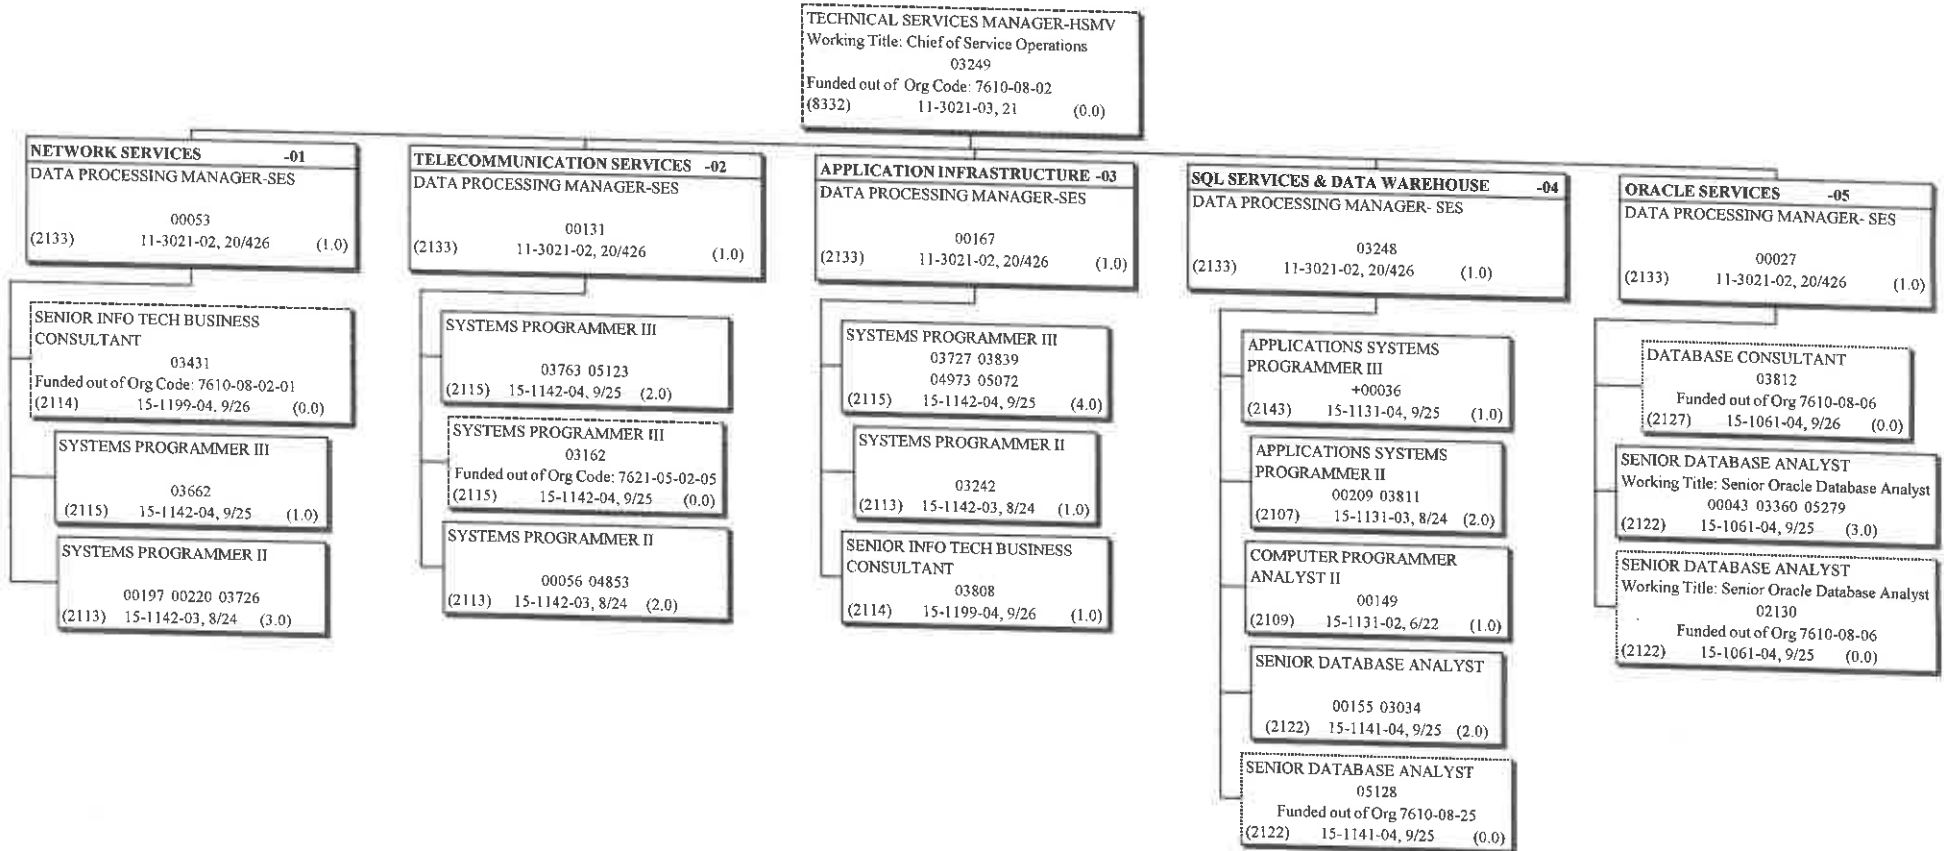 TECHNICAL SERVICES MANAGER-HSMV
Working Title: Chief of Service Operations
03249
Funded out of Org Code: 7610-08-02
(8332) 11-3021-03, 21 (0.0)
NETWORK SERVICES -01
DATA PROCESSING MANAGER-SES
00053
(2133) 11-3021-02, 20/426 (1.0)
SENIOR INFO TECH BUSINESS
CONSULTANT
03431
Funded out of Org Code: 7610-08-02-01
(2114) 15-1199-04, 9/26 (0.0)
SYSTEMS PROGRAMMER III
03662
(2115) 15-1142-04, 9/25 (1.0)
SYSTEMS PROGRAMMER II
00197 00220 03726
(2113) 15-1142-03, 8/24 (3.0)
TELECOMMUNICATION SERVICES -02
DATA PROCESSING MANAGER-SES
00131
(2133) 11-3021-02, 20/426 (1.0)
SYSTEMS PROGRAMMER III
03763 05123
(2115) 15-1142-04, 9/25 (2.0)
SYSTEMS PROGRAMMER III
03162
Funded out of Org Code: 7621-05-02-05
(2115) 15-1142-04, 9/25 (0.0)
SYSTEMS PROGRAMMER II
00056 04853
(2113) 15-1142-03, 8/24 (2.0)
APPLICATION INFRASTRUCTURE -03
DATA PROCESSING MANAGER-SES
00167
(2133) 11-3021-02, 20/426 (1.0)
SYSTEMS PROGRAMMER III
03727 03839
04973 05072
(2115) 15-1142-04, 9/25 (4.0)
SYSTEMS PROGRAMMER II
03242
(2113) 15-1142-03, 8/24 (1.0)
SENIOR INFO TECH BUSINESS
CONSULTANT
03808
(2114) 15-1199-04, 9/26 (1.0)
SQL SERVICES & DATA WAREHOUSE -04
DATA PROCESSING MANAGER- SES
03248
(2133) 11-3021-02, 20/426 (1.0)
APPLICATIONS SYSTEMS
PROGRAMMER III
+00036
(2143) 15-1131-04, 9/25 (1.0)
APPLICATIONS SYSTEMS
PROGRAMMER II
00209 03811
(2107) 15-1131-03, 8/24 (2.0)
COMPUTER PROGRAMMER
ANALYST II
00149
(2109) 15-1131-02, 6/22 (1.0)
SENIOR DATABASE ANALYST
00155 03034
(2122) 15-1141-04, 9/25 (2.0)
SENIOR DATABASE ANALYST
05128
Funded out of Org 7610-08-25
(2122) 15-1141-04, 9/25 (0.0)
ORACLE SERVICES -05
DATA PROCESSING MANAGER- SES
00027
(2133) 11-3021-02, 20/426 (1.0)
DATABASE CONSULTANT
03812
Funded out of Org 7610-08-06
(2127) 15-1061-04, 9/26 (0.0)
SENIOR DATABASE ANALYST
Working Title: Senior Oracle Database Analyst
00043 03360 05279
(2122) 15-1061-04, 9/25 (3.0)
SENIOR DATABASE ANALYST
Working Title: Senior Oracle Database Analyst
02130
Funded out of Org 7610-08-06
(2122) 15-1061-04, 9/25 (0.0)